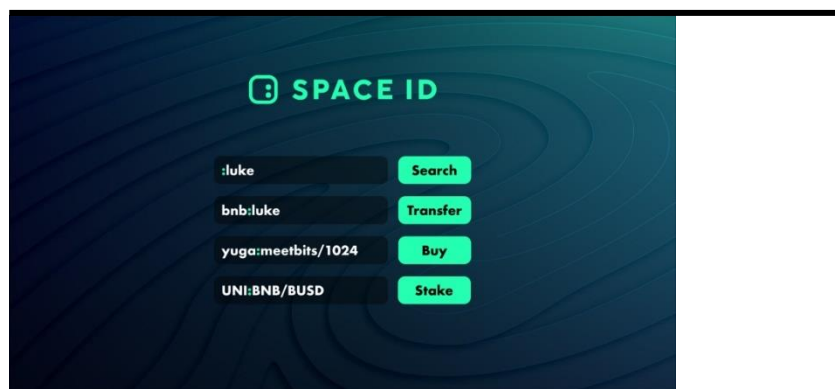 SPACE ID
:luke Search
bnb:luke Transfer
yuga:meetbits/1024 Buy
UNI:BNB/BUSD Stake